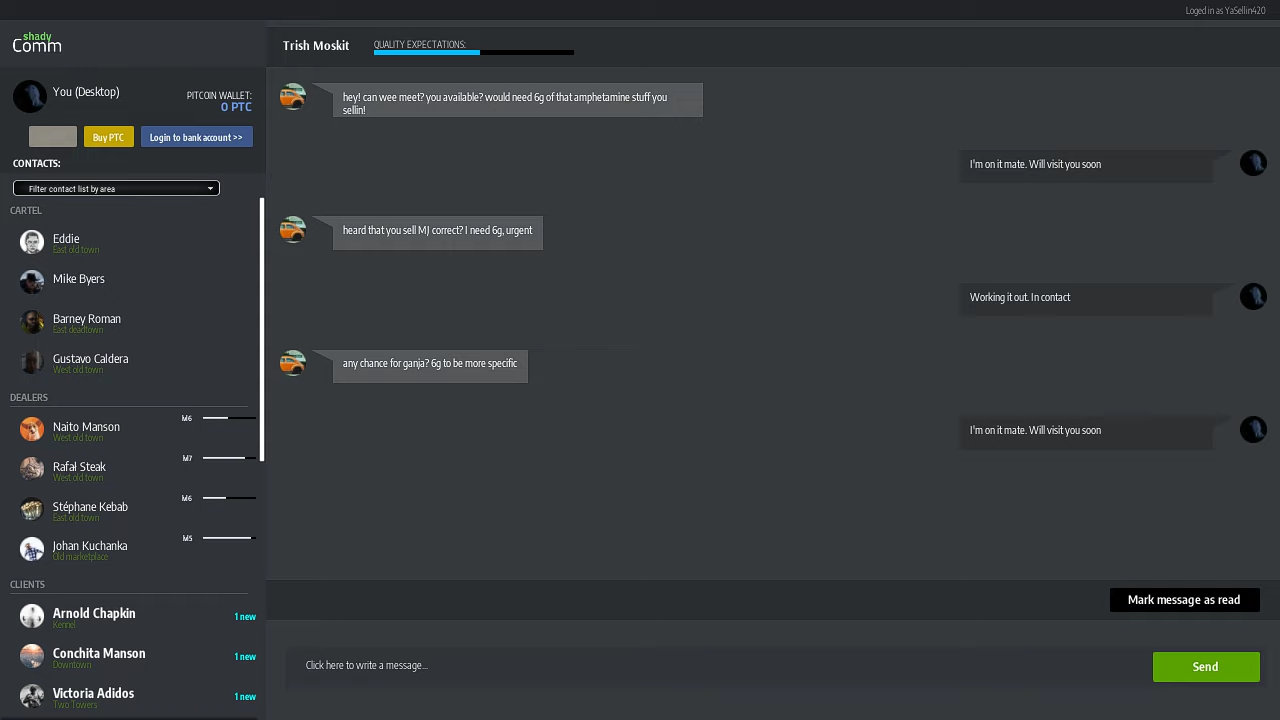 Loged in as YaSellin420
shady
Comm
You (Desktop)
PITCOIN WALLET:
0 PTC
Buy PTC
Login to bank account >>
CONTACTS:
Filter contact list by area
CARTEL
Eddie
East old town
Mike Byers
Barney Roman
East deadtown
Gustavo Caldera
West old town
DEALERS
Naito Manson
West old town
M6
Rafał Steak
West old town
M7
Stéphane Kebab
East old town
M6
Johan Kuchanka
Old marketplace
M5
CLIENTS
Arnold Chapkin
Kennel
1 new
Conchita Manson
Downtown
1 new
Victoria Adidos
Two Towers
1 new
Trish Moskit
QUALITY EXPECTATIONS:
hey! can wee meet? you available? would need 6g of that amphetamine stuff you
sellin!
I'm on it mate. Will visit you soon
heard that you sell MJ correct? I need 6g, urgent
Working it out. In contact
any chance for ganja? 6g to be more specific
I'm on it mate. Will visit you soon
Mark message as read
Click here to write a message...
Send